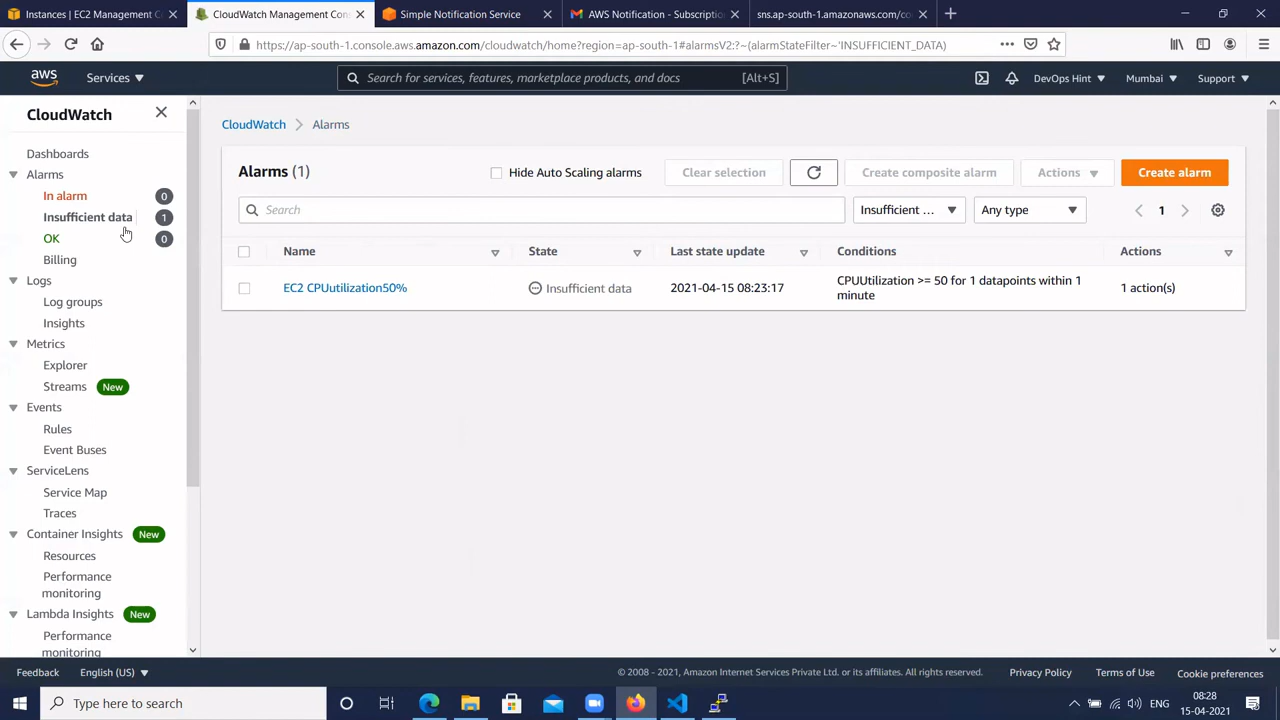 Instances | EC2 Management C
CloudWatch Management Con
Simple Notification Service
AWS Notification - Subscriptio
sns.ap-south-1.amazonaws.com/co
https://ap-south-1.console.aws.amazon.com/cloudwatch/home?region=ap-south-1#alarmsV2:?~(alarmStateFilter~'INSUFFICIENT_DATA)
aws
Services
Search for services, features, marketplace products, and docs
[Alt+S]
DevOps Hint
Mumbai
Support
CloudWatch
Dashboards
Alarms
In alarm 0
Insufficient data 1
OK 0
Billing
Logs
Log groups
Insights
Metrics
Explorer
Streams New
Events
Rules
Event Buses
ServiceLens
Service Map
Traces
Container Insights New
Resources
Performance
monitoring
Lambda Insights New
Performance
monitoring
CloudWatch > Alarms
Alarms (1)
Hide Auto Scaling alarms
Clear selection
Create composite alarm
Actions
Create alarm
Search
Insufficient ...
Any type
1
Name State Last state update Conditions Actions
EC2 CPUutilization50% Insufficient data 2021-04-15 08:23:17 CPUUtilization >= 50 for 1 datapoints within 1 minute 1 action(s)
Feedback
English (US)
© 2008 - 2021, Amazon Internet Services Private Ltd. or its affiliates. All rights reserved.
Privacy Policy
Terms of Use
Cookie preferences
Type here to search
ENG
08:28
15-04-2021